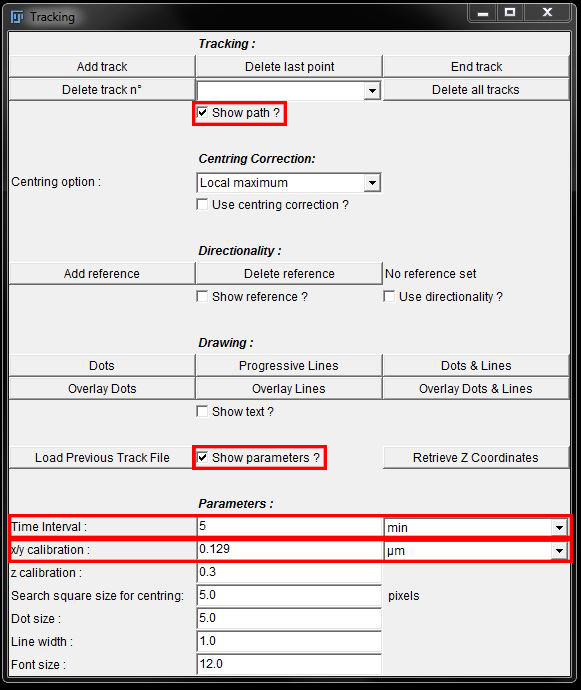 Tracking
Tracking :
Add track Delete last point End track
Delete track n° Delete all tracks
Show path ?
Centring Correction:
Centring option : Local maximum
Use centring correction ?
Directionality :
Add reference Delete reference No reference set
Show reference ? Use directionality ?
Drawing :
Dots Progressive Lines Dots & Lines
Overlay Dots Overlay Lines Overlay Dots & Lines
Show text ?
Load Previous Track File Show parameters ? Retrieve Z Coordinates
Parameters :
Time Interval : 5 min
x/y calibration : 0.129 µm
z calibration : 0.3
Search square size for centring: 5.0 pixels
Dot size : 5.0
Line width : 1.0
Font size : 12.0